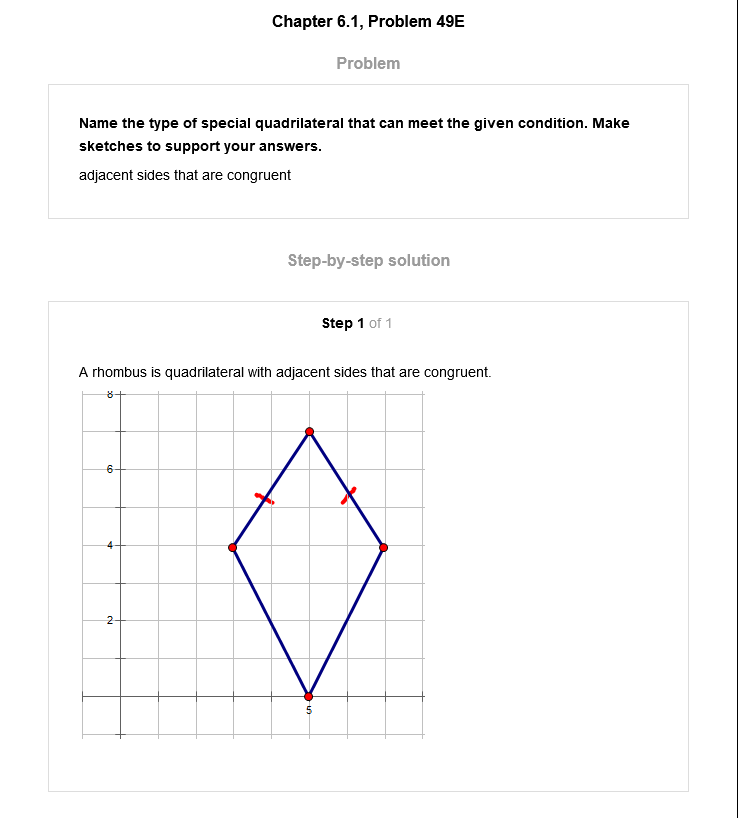 Chapter 6.1, Problem 49E
Problem
Name the type of special quadrilateral that can meet the given condition. Make
sketches to support your answers.
adjacent sides that are congruent
Step-by-step solution
Step 1 of 1
A rhombus is quadrilateral with adjacent sides that are congruent.
8
6
4
2
5